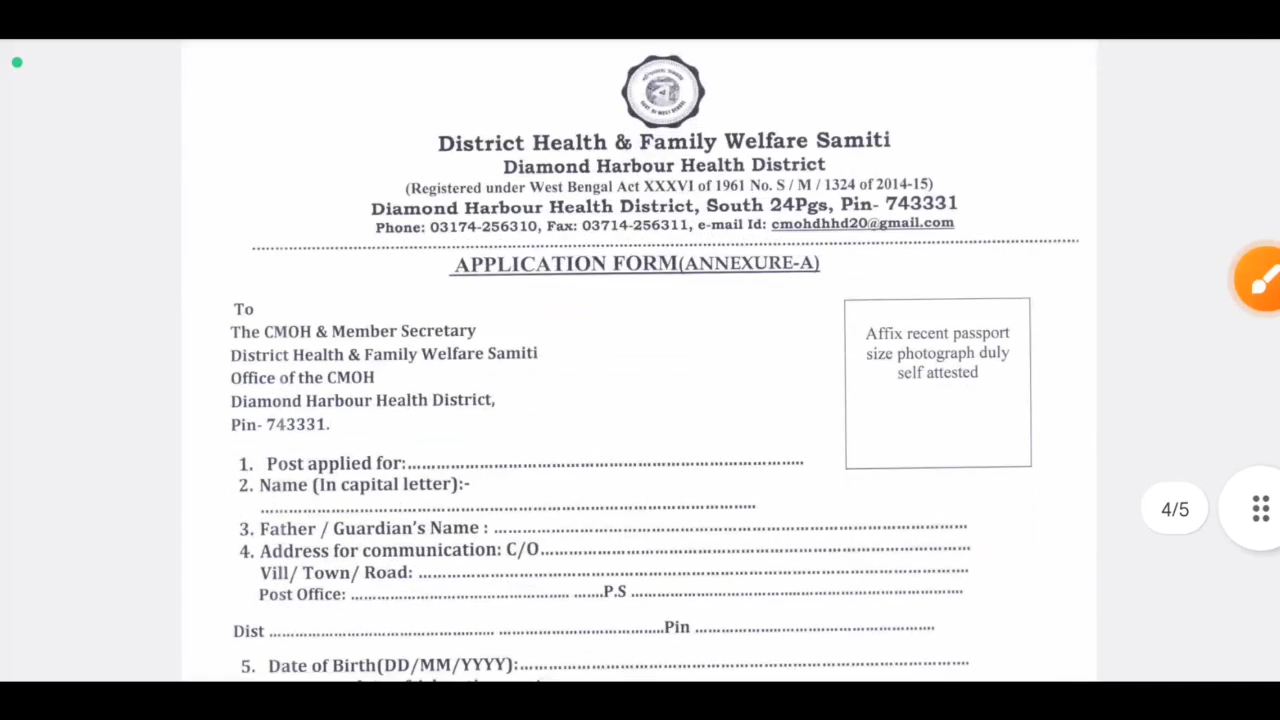 District Health & Family Welfare Samiti
Diamond Harbour Health District
(Registered under West Bengal Act XXXVI of 1961 No. S / M / 1324 of 2014-15)
Diamond Harbour Health District, South 24Pgs, Pin- 743331
Phone: 03174-256310, Fax: 03714-256311, e-mail Id: cmohdhhd20@gmail.com
APPLICATION FORM(ANNEXURE-A)
To
The CMOH & Member Secretary
District Health & Family Welfare Samiti
Office of the CMOH
Diamond Harbour Health District,
Pin- 743331.
Affix recent passport
size photograph duly
self attested
1. Post applied for:
2. Name (In capital letter):-
3. Father / Guardian's Name :
4. Address for communication: C/O
Vill/ Town/ Road:
Post Office: P.S
Dist Pin
5. Date of Birth(DD/MM/YYYY):
4/5